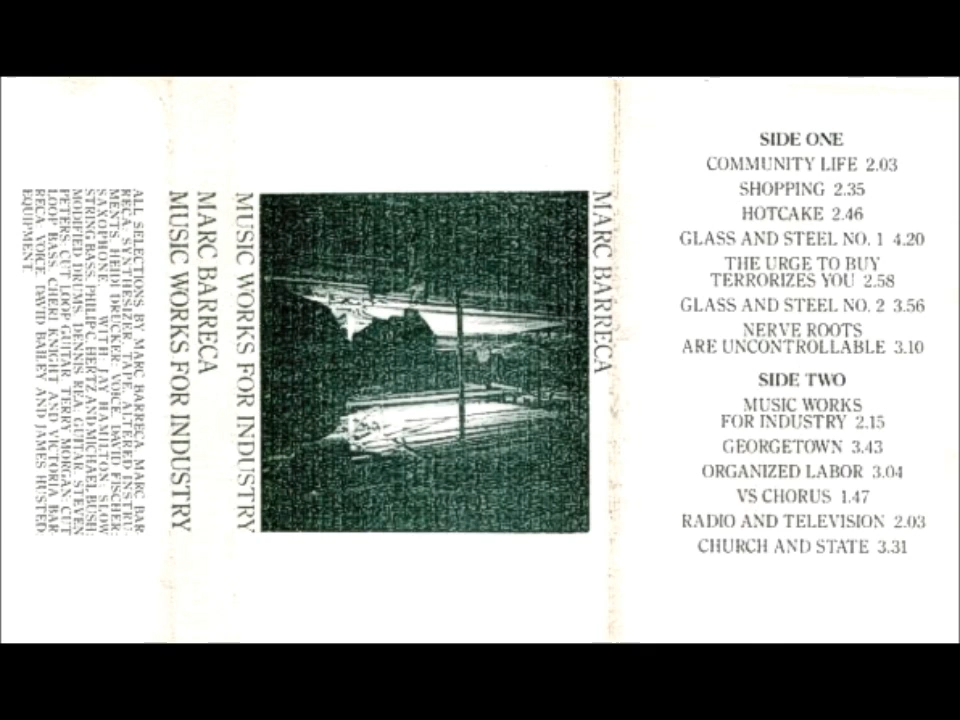 ALL SELECTIONS BY MARC BARRECA. MARC BAR-
RECA: SYNTHESIZER, TAPE, ALTERED INSTRU-
MENTS. HEIDI DRUCKER: VOICE. DAVID FISCHER:
SAXOPHONE. WITH: JAY HAMILTON: SLOW
STRING BASS. PHILIP C. HERTZ AND MICHAEL BUSH:
MODIFIED DRUMS. DENNIS REA: GUITAR. STEVEN
PETERS: CUT LOOP GUITAR. TERRY MORGAN: CUT
LOOP BASS. CHERI KNIGHT AND VICTORIA BAR-
RECA: VOICE. DAVID BAILEY AND JAMES HUSTED:
EQUIPMENT.
MARC BARRECA
MUSIC WORKS FOR INDUSTRY
MARC BARRECA
MUSIC WORKS FOR INDUSTRY
SIDE ONE
COMMUNITY LIFE 2.03
SHOPPING 2.35
HOTCAKE 2.46
GLASS AND STEEL NO. 1 4.20
THE URGE TO BUY
TERRORIZES YOU 2.58
GLASS AND STEEL NO. 2 3.56
NERVE ROOTS
ARE UNCONTROLLABLE 3.10
SIDE TWO
MUSIC WORKS
FOR INDUSTRY 2.15
GEORGETOWN 3.43
ORGANIZED LABOR 3.04
VS CHORUS 1.47
RADIO AND TELEVISION 2.03
CHURCH AND STATE 3.31